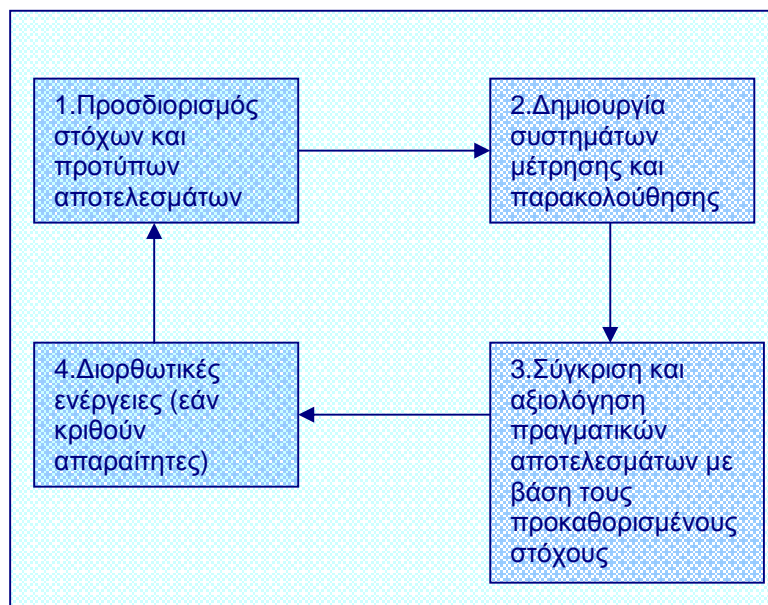 1.Προσδιορισμός
στόχων και
προτύπων
αποτελεσμάτων
2.Δημιουργία
συστημάτων
μέτρησης και
παρακολούθησης
3.Σύγκριση και
αξιολόγηση
πραγματικών
αποτελεσμάτων με
βάση τους
προκαθορισμένους
στόχους
4.Διορθωτικές
ενέργειες (εάν
κριθούν
απαραίτητες)